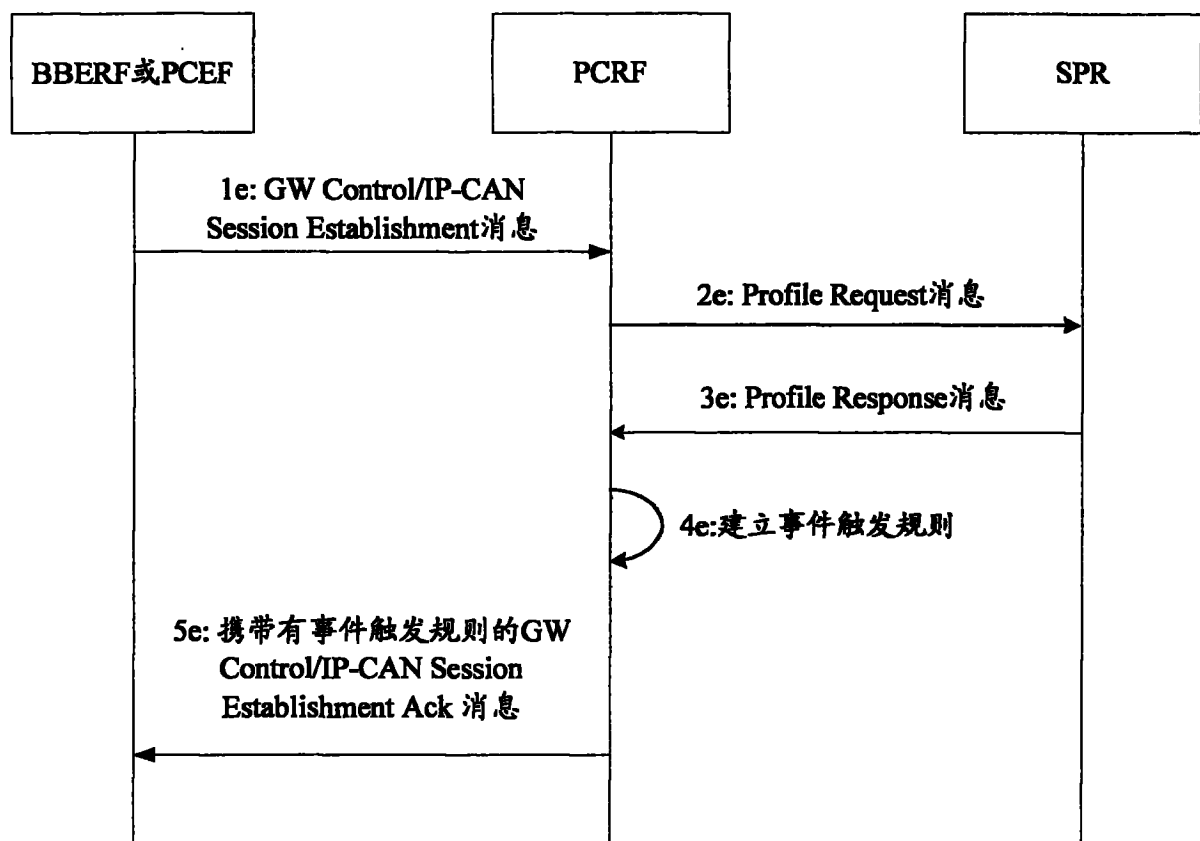 BBERF或PCEF
PCRF
SPR
1e: GW Control/IP-CAN
Session Establishment消息
2e: Profile Request消息
3e: Profile Response消息
4e:建立事件触发规则
5e: 携带有事件触发规则的GW
Control/IP-CAN Session
Establishment Ack 消息